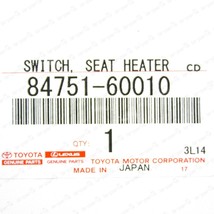 SWITCH, SEAT HEATER CD
84751-60010
QTY: 1
3L14
TOYOTA LEXUS
GENUINE PARTS GENUINE PARTS TOYOTA MOTOR CORPORATION
MADE IN JAPAN 17